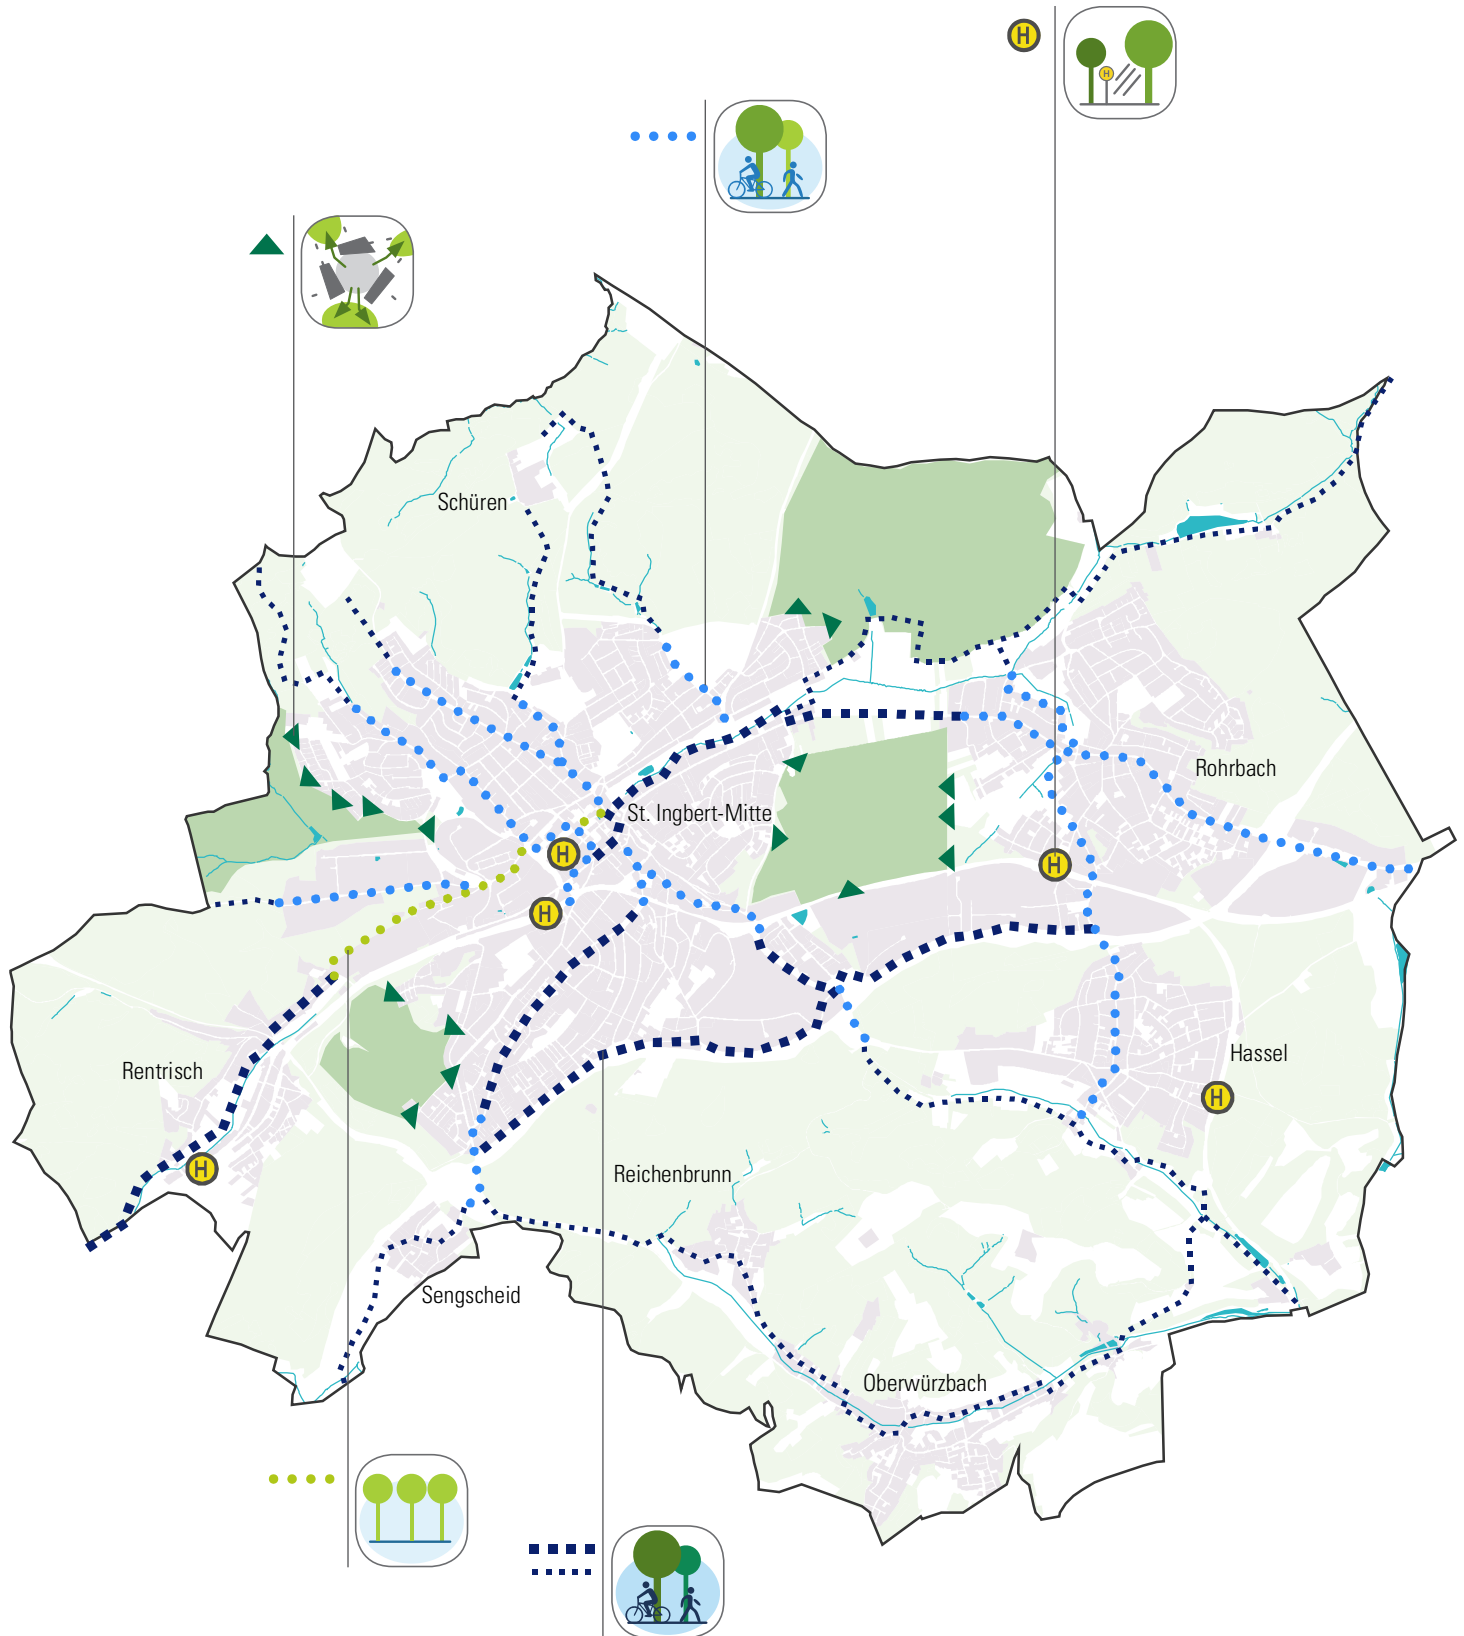 H
H
Schüren
Rohrbach
St. Ingbert-Mitte
H
H
H
Hassel
Rentrisch
H
H
Reichenbrunn
Sengscheid
Oberwürzbach